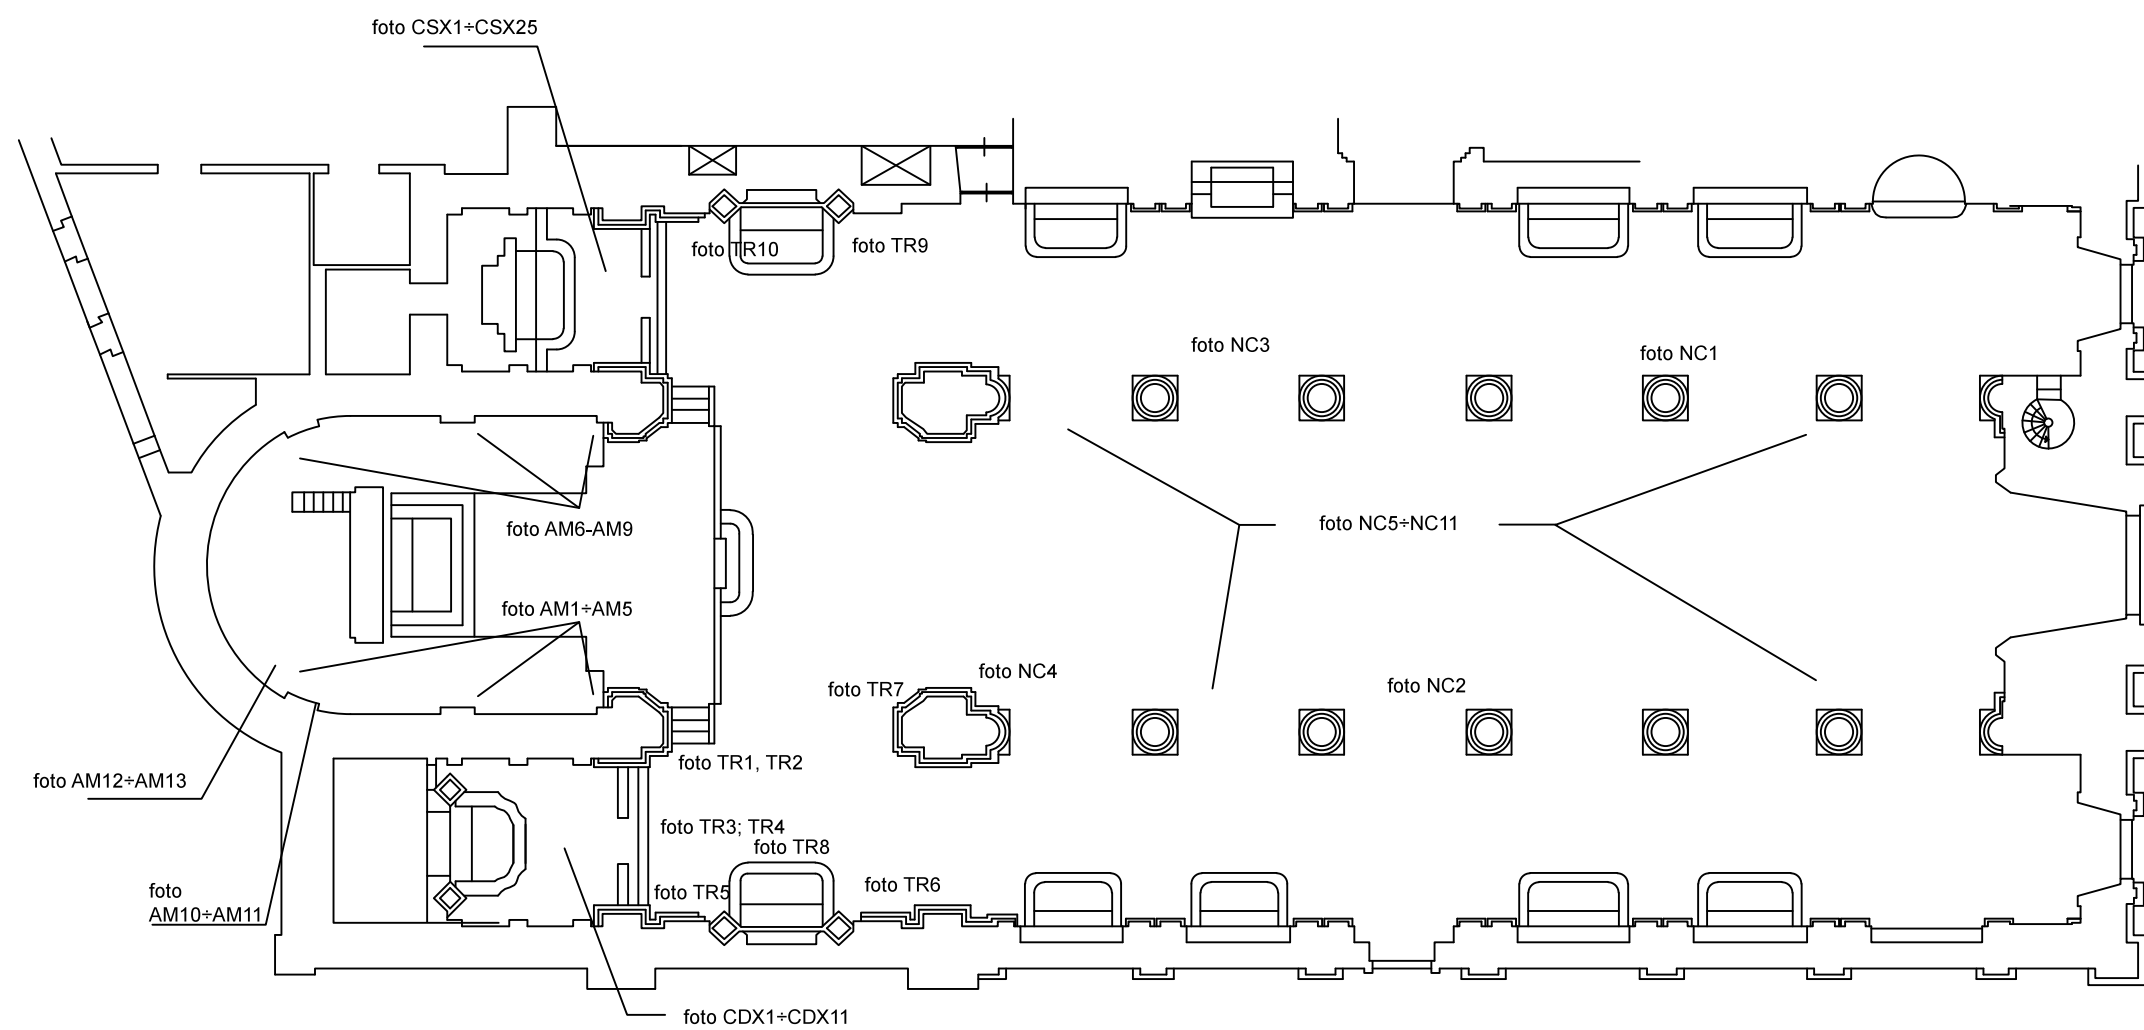 foto CSX1÷CSX25
foto TR10
foto TR9
foto NC3
foto NC1
foto AM6-AM9
foto NC5÷NC11
foto AM1÷AM5
foto NC4
foto TR7
foto NC2
foto TR1, TR2
foto AM12÷AM13
foto TR3; TR4
foto TR8
foto
AM10÷AM11
foto TR5
foto TR6
foto CDX1÷CDX11